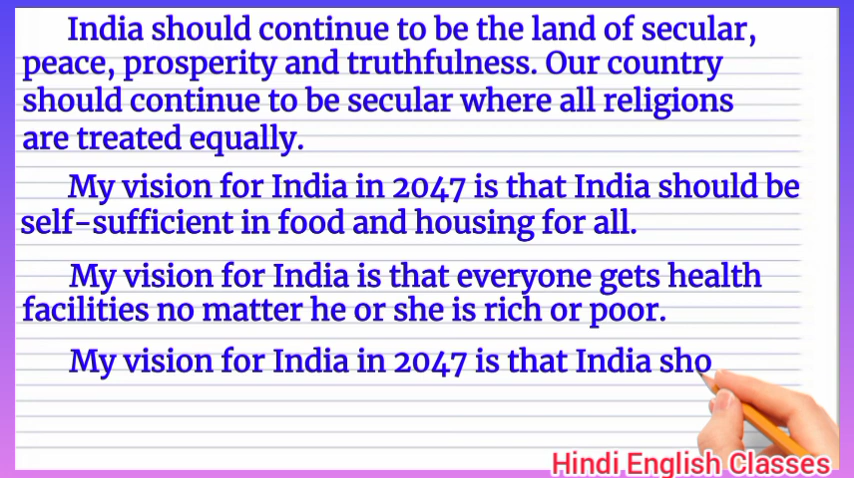 India should continue to be the land of secular,
peace, prosperity and truthfulness. Our country
should continue to be secular where all religions
are treated equally.
My vision for India in 2047 is that India should be
self-sufficient in food and housing for all.
My vision for India is that everyone gets health
facilities no matter he or she is rich or poor.
My vision for India in 2047 is that India sho
Hindi English Classes